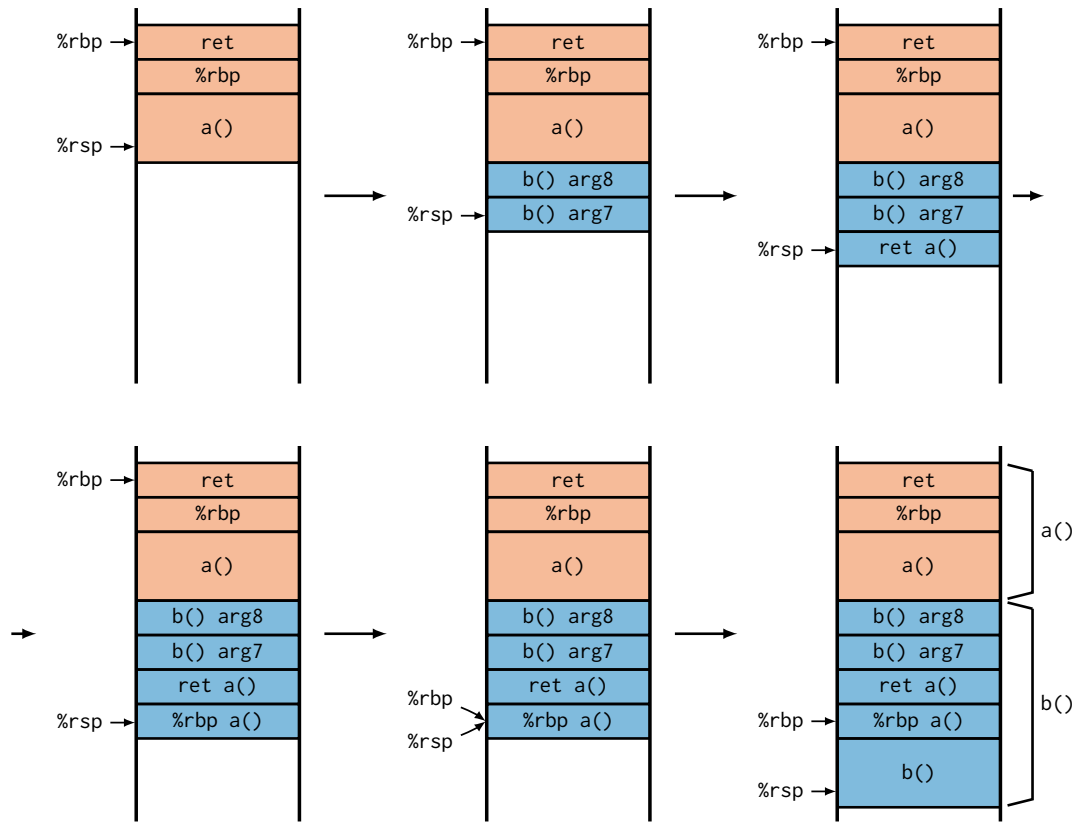 %rbp
ret
%rbp
a()
%rsp
%rbp
ret
%rbp
a()
b() arg8
b() arg7
%rsp
%rbp
ret
%rbp
a()
b() arg8
b() arg7
ret a()
%rsp
%rbp
ret
%rbp
a()
b() arg8
b() arg7
ret a()
%rbp a()
%rsp
ret
%rbp
a()
b() arg8
b() arg7
ret a()
%rbp a()
%rbp
%rsp
ret
%rbp
a()
b() arg8
b() arg7
ret a()
%rbp a()
b()
%rbp
%rsp
a()
b()